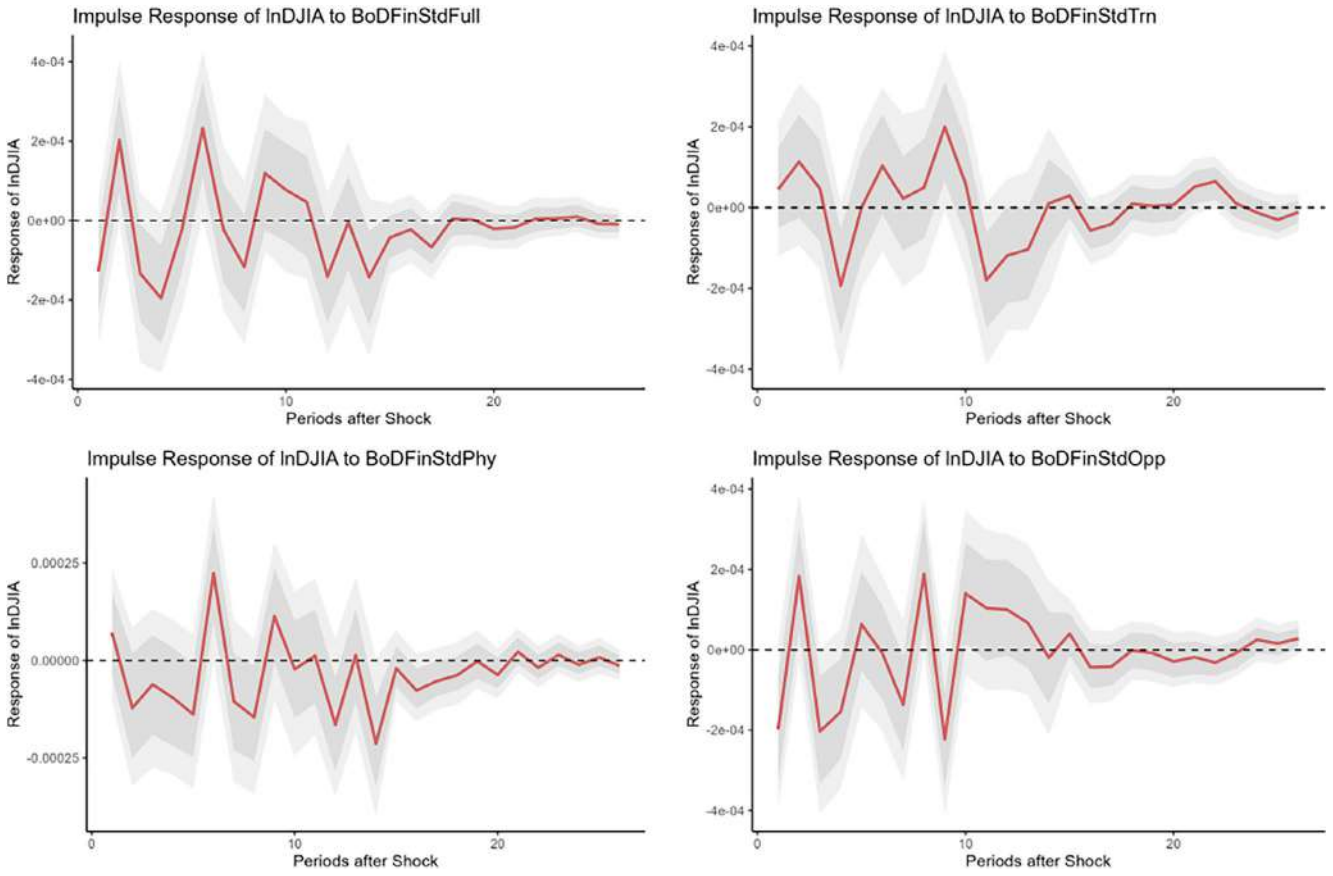 Impulse Response of lnDJIA to BoDFinStdFull
4e-04
2e-04
0e+00
-2e-04
-4e-04
Response of lnDJIA
0
10
20
Periods after Shock
Impulse Response of lnDJIA to BoDFinStdTrn
4e-04
2e-04
0e+00
-2e-04
-4e-04
Response of lnDJIA
0
10
20
Periods after Shock
Impulse Response of lnDJIA to BoDFinStdPhy
0.00025
0.00000
-0.00025
Response of lnDJIA
0
10
20
Periods after Shock
Impulse Response of lnDJIA to BoDFinStdOpp
4e-04
2e-04
0e+00
-2e-04
-4e-04
Response of lnDJIA
0
10
20
Periods after Shock